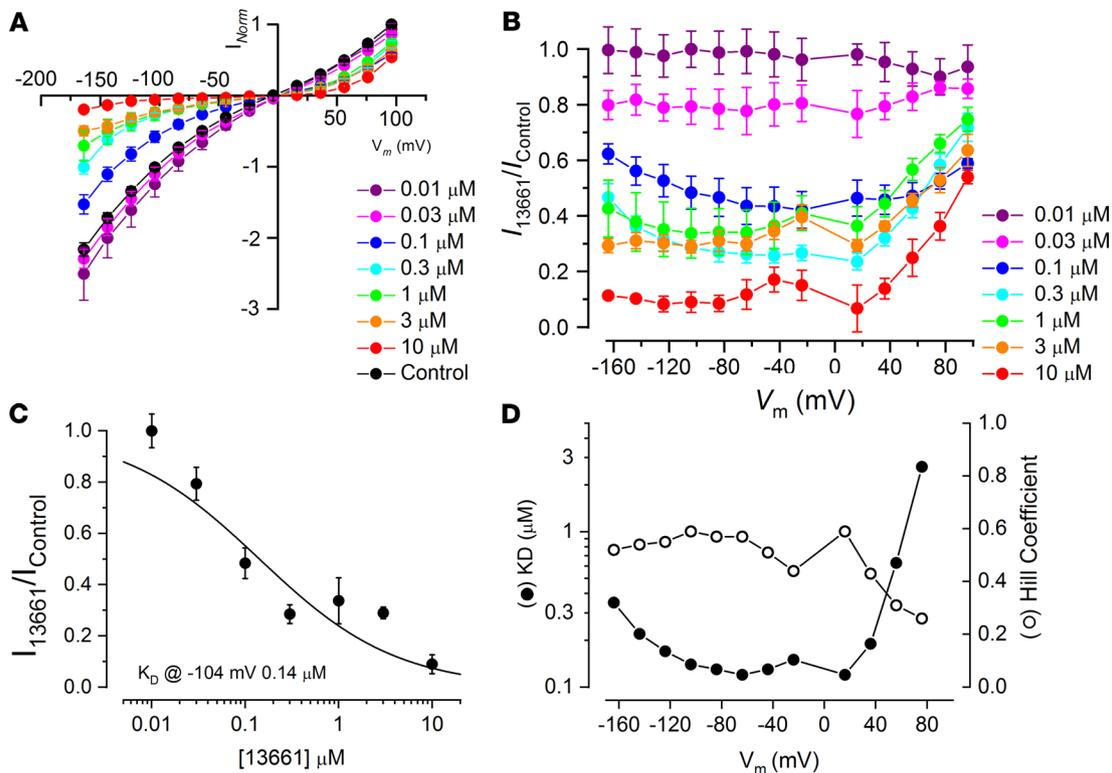 A
I_Norm
1
-200
-150
-100
-50
50
100
V_m (mV)
-1
-2
-3
0.01 μM
0.03 μM
0.1 μM
0.3 μM
1 μM
3 μM
10 μM
Control
B
I_13661/I_Control
1.0
0.8
0.6
0.4
0.2
0.0
-160
-120
-80
-40
0
40
80
V_m (mV)
0.01 μM
0.03 μM
0.1 μM
0.3 μM
1 μM
3 μM
10 μM
C
I_13661/I_Control
1.0
0.8
0.6
0.4
0.2
0.0
K_D @ -104 mV 0.14 μM
0.01
0.1
1
10
[13661] μM
D
(●) KD (μM)
3
1
0.3
0.1
1.0
0.8
0.6
0.4
0.2
0.0
(○) Hill Coefficient
-160
-120
-80
-40
0
40
80
V_m (mV)